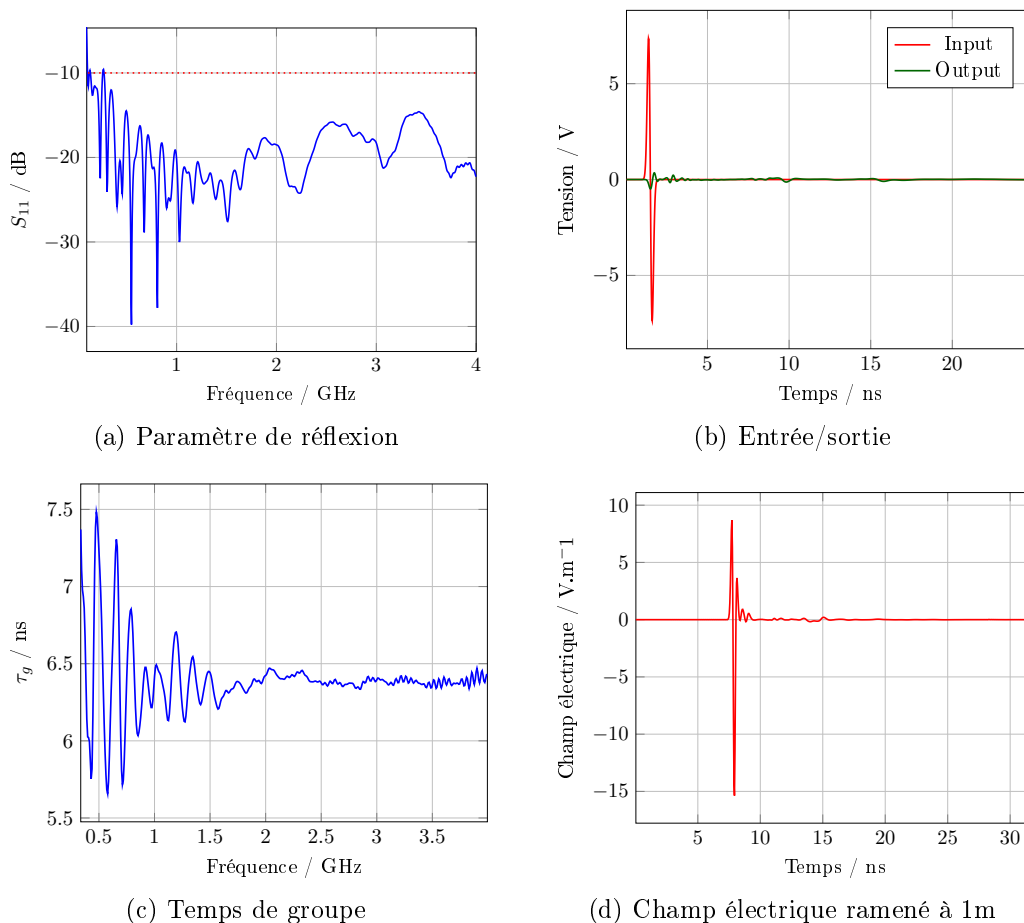 −10
−20
−30
−40
1 2 3 4
S11 / dB
Fréquence / GHz
(a) Paramètre de réflexion
5
0
−5
5 10 15 20
Tension / V
Temps / ns
Input
Output
(b) Entrée/sortie
7.5
7
6.5
6
5.5
0.5 1 1.5 2 2.5 3 3.5
τg / ns
Fréquence / GHz
(c) Temps de groupe
10
5
0
−5
−10
−15
5 10 15 20 25 30
Champ électrique / V.m−1
Temps / ns
(d) Champ électrique ramené à 1m